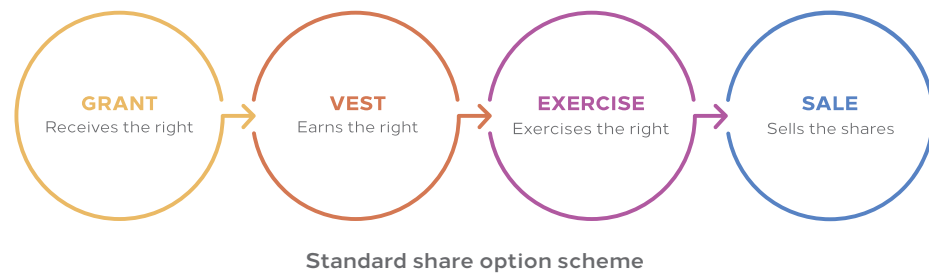 GRANT
Receives the right
VEST
Earns the right
EXERCISE
Exercises the right
SALE
Sells the shares
Standard share option scheme